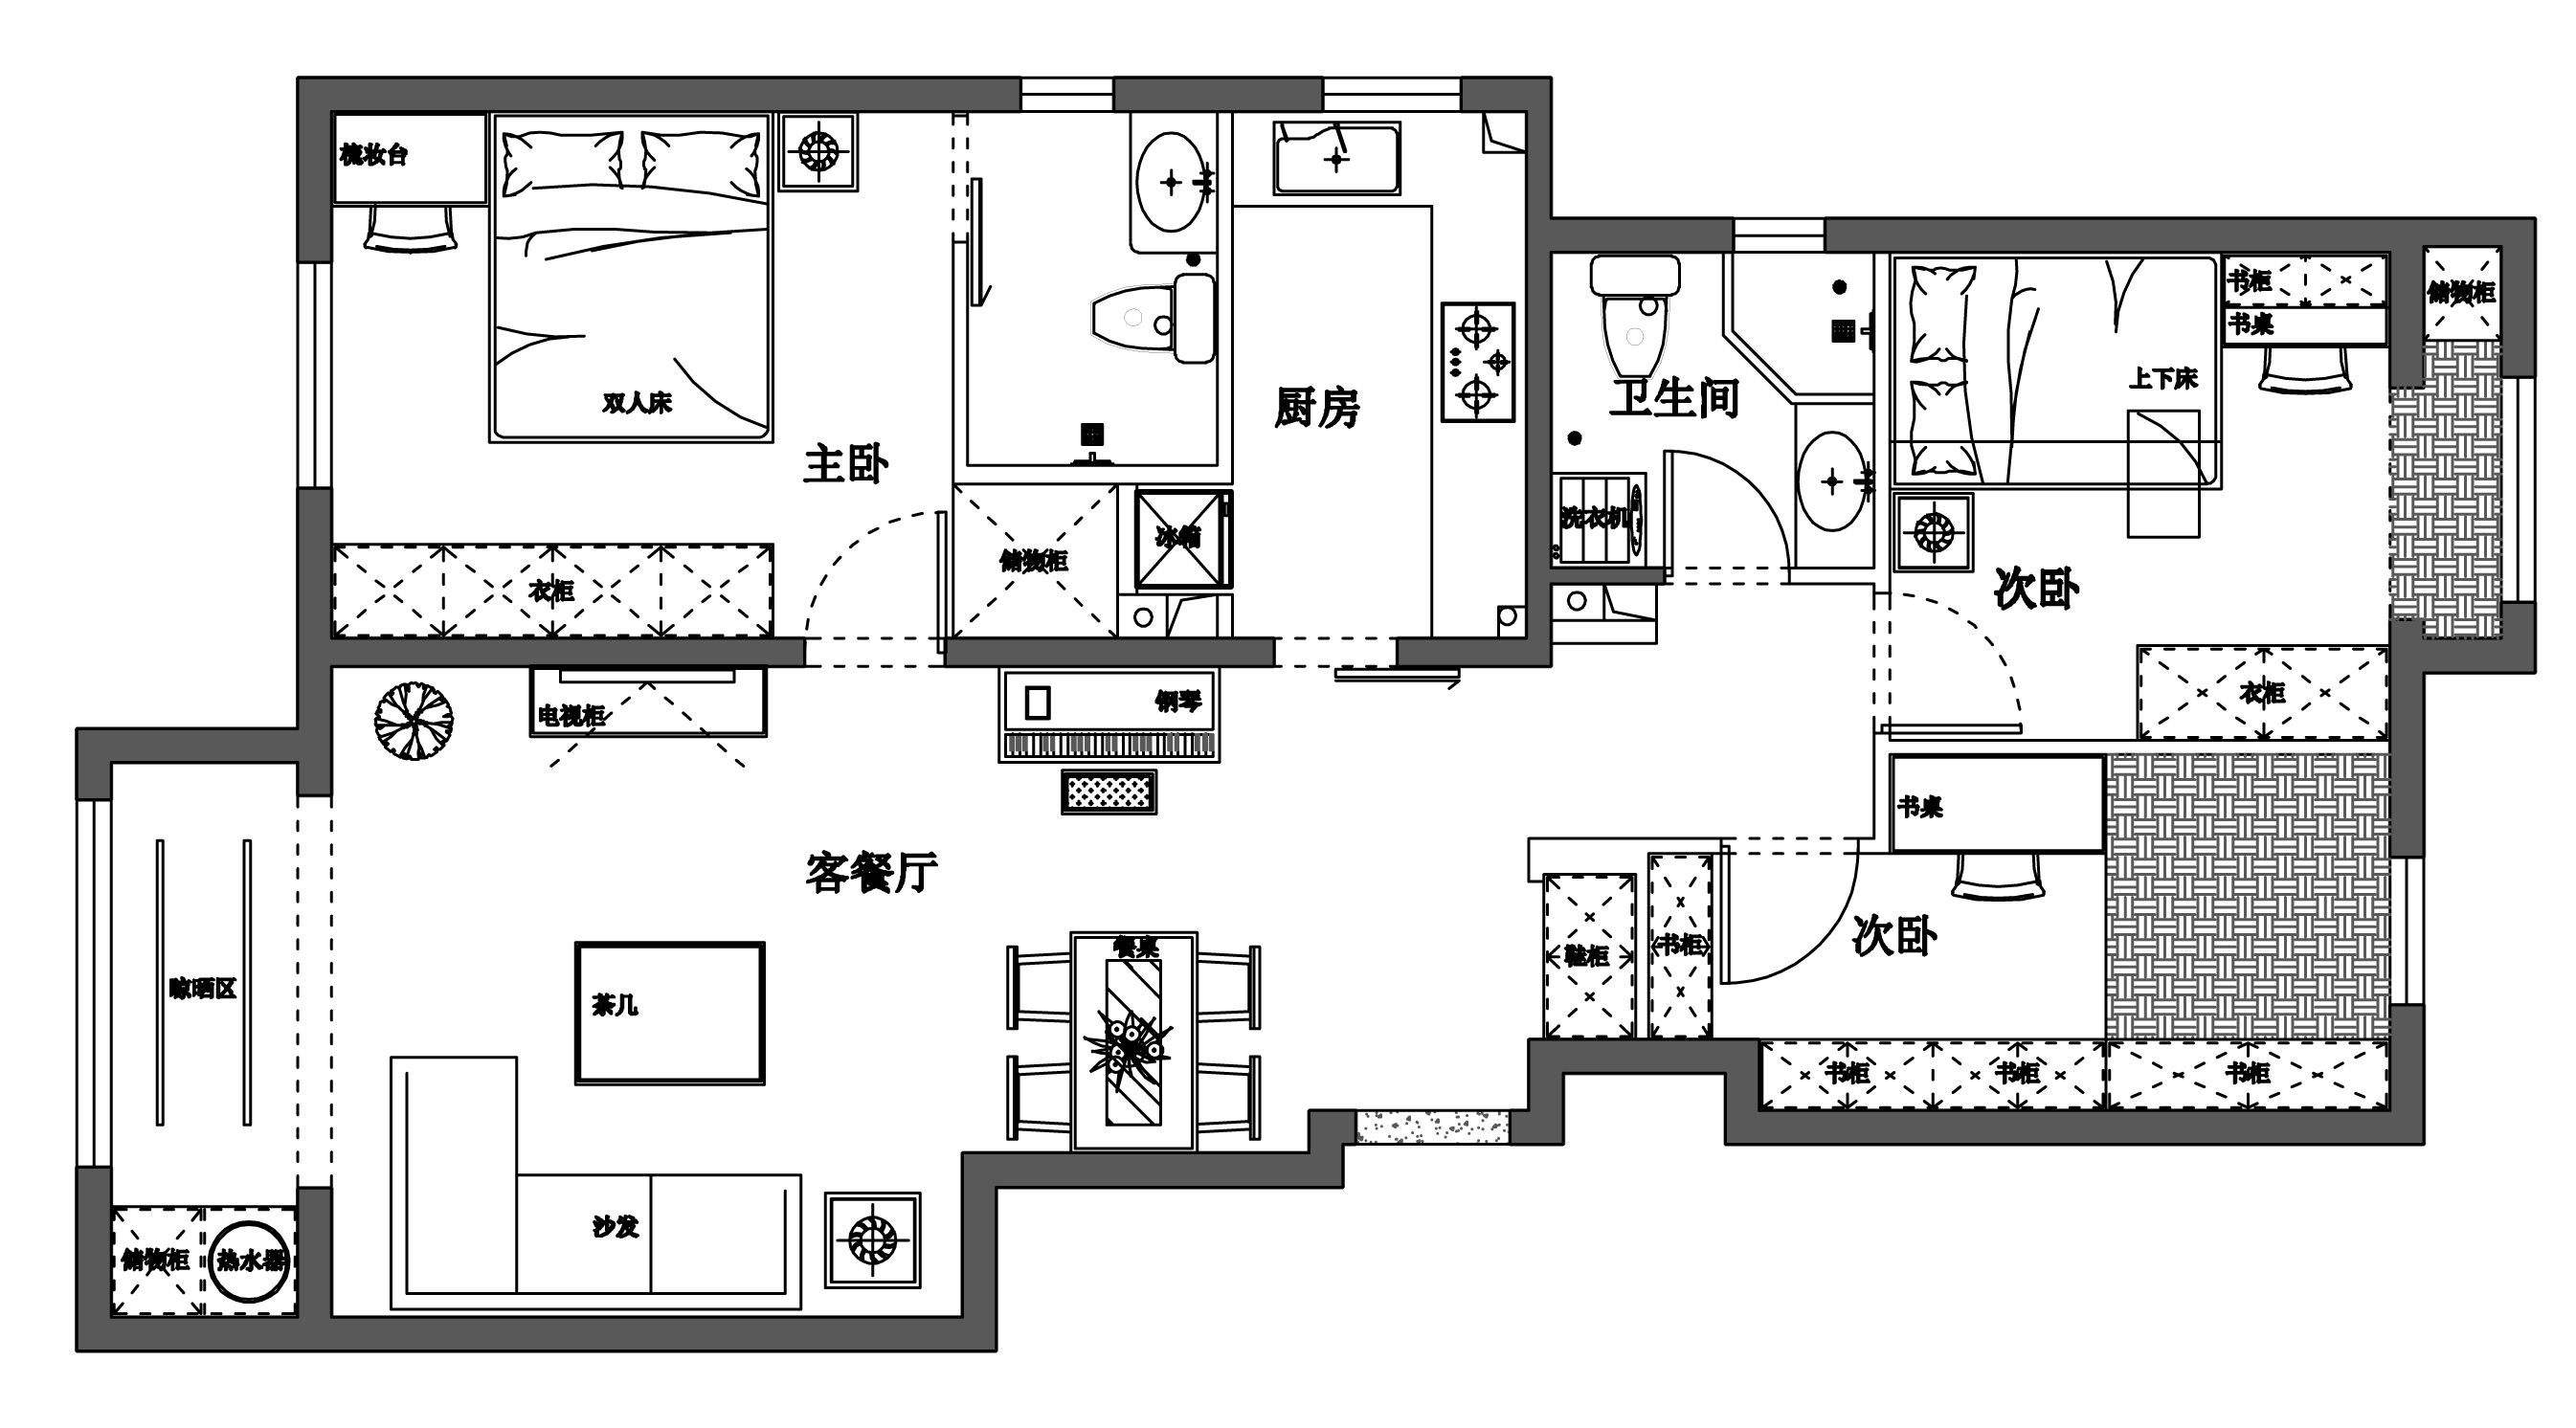 梳妆台
双人床
主卧
衣柜
储物柜
冰箱
厨房
卫生间
洗衣机
书柜
书桌
储物柜
上下床
次卧
衣柜
电视柜
钢琴
客餐厅
晾晒区
茶几
餐桌
沙发
储物柜
热水器
书桌
次卧
鞋柜
书柜
书柜
书柜
书柜